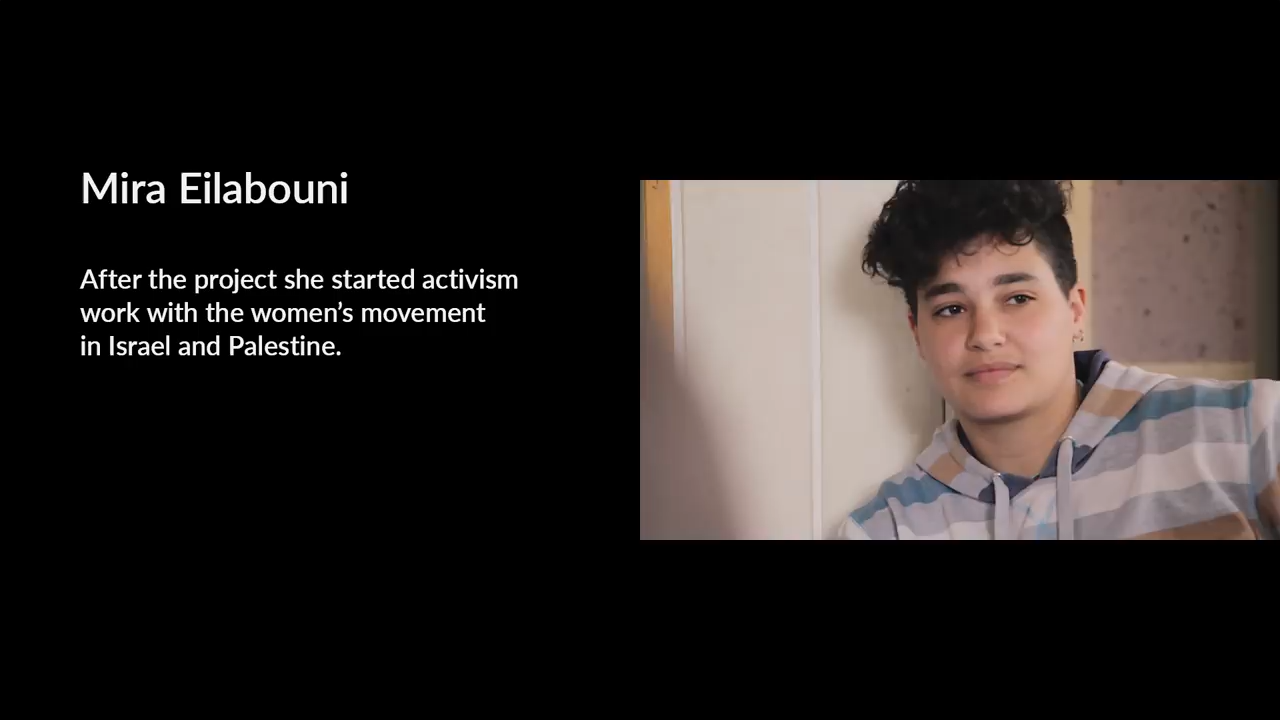 Mira Eilabouni
After the project she started activism
work with the women’s movement
in Israel and Palestine.